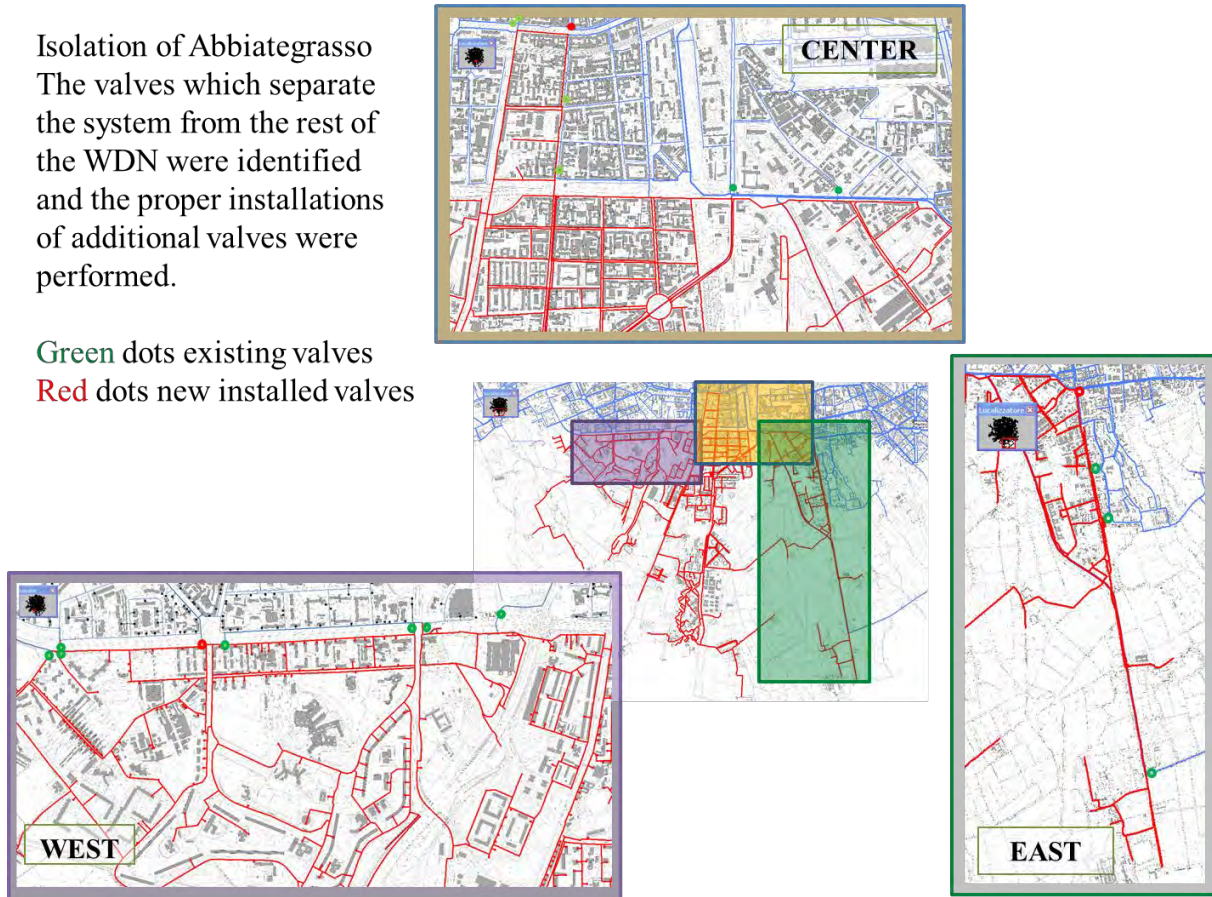 Isolation of Abbiategrasso
The valves which separate
the system from the rest of
the WDN were identified
and the proper installations
of additional valves were
performed.
Green dots existing valves
Red dots new installed valves
CENTER
Localizzatore
WEST
EAST